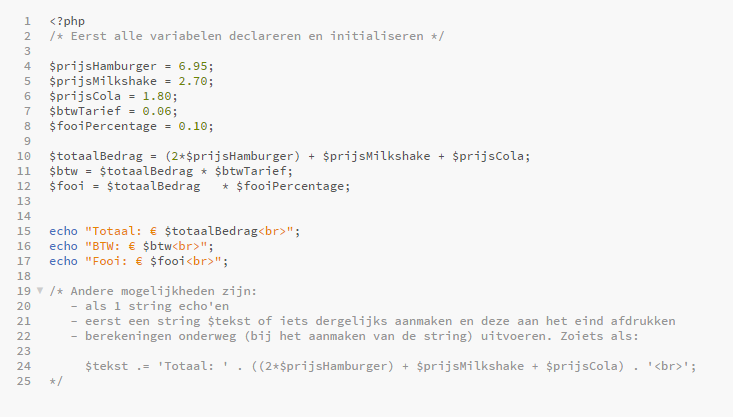 1 <?php
2 /* Eerst alle variabelen declareren en initialiseren */
3
4 $prijsHamburger = 6.95;
5 $prijsMilkshake = 2.70;
6 $prijsCola = 1.80;
7 $btwTarief = 0.06;
8 $fooiPercentage = 0.10;
9
10 $totaalBedrag = (2*$prijsHamburger) + $prijsMilkshake + $prijsCola;
11 $btw = $totaalBedrag * $btwTarief;
12 $fooi = $totaalBedrag   * $fooiPercentage;
13
14
15 echo "Totaal: € $totaalBedrag<br>";
16 echo "BTW: € $btw<br>";
17 echo "Fooi: € $fooi<br>";
18
19 /* Andere mogelijkheden zijn:
20    - als 1 string echo'en
21    - eerst een string $tekst of iets dergelijks aanmaken en deze aan het eind afdrukken
22    - berekeningen onderweg (bij het aanmaken van de string) uitvoeren. Zoiets als:
23
24      $tekst .= 'Totaal: ' . ((2*$prijsHamburger) + $prijsMilkshake + $prijsCola) . '<br>';
25 */